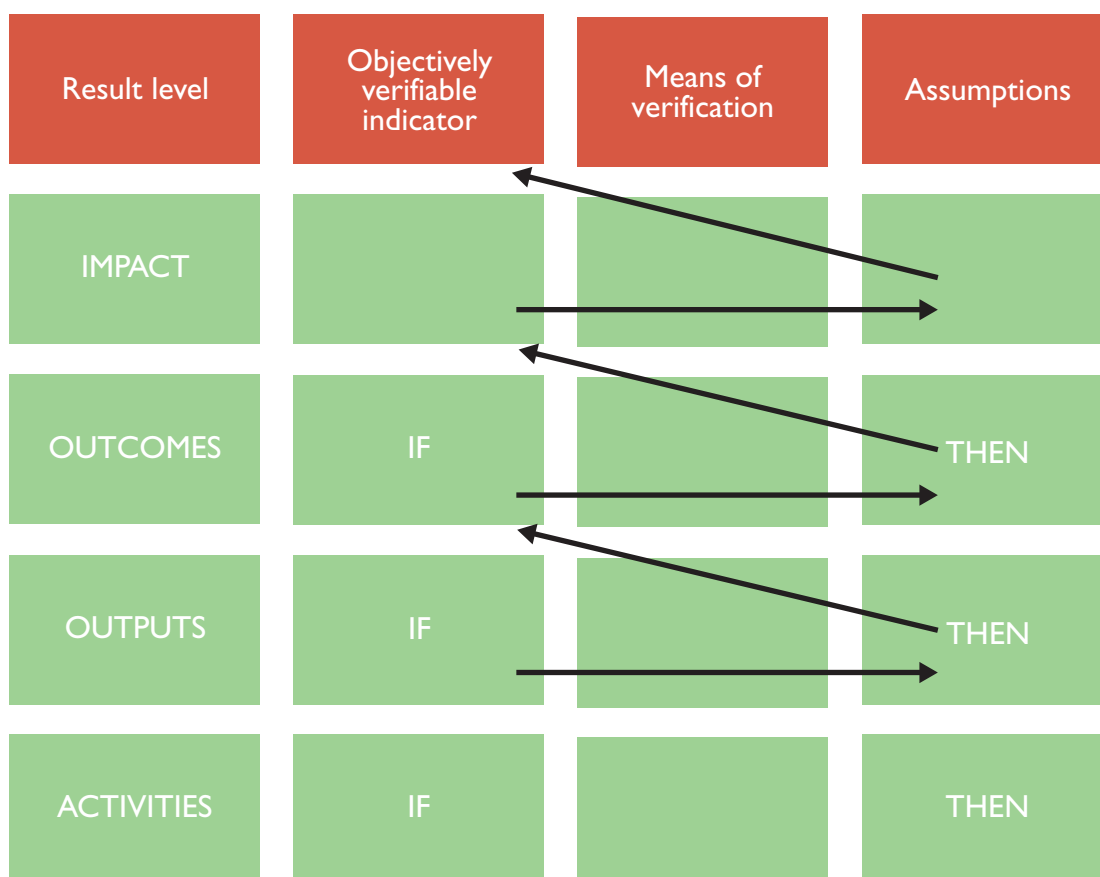 Result level
Objectively
verifiable
indicator
Means of
verification
Assumptions
IMPACT
OUTCOMES
IF
THEN
OUTPUTS
IF
THEN
ACTIVITIES
IF
THEN